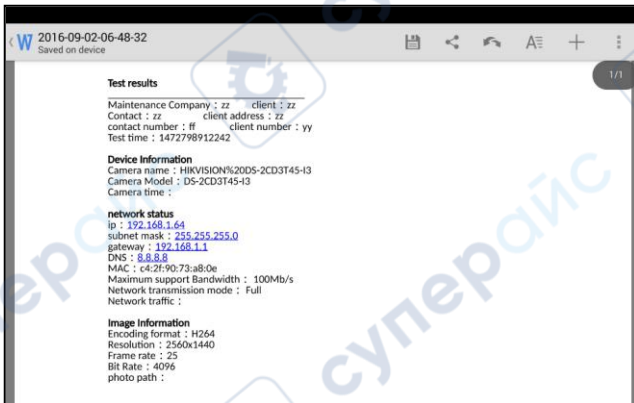 2016-09-02-06-48-32
Saved on device
1/1
Test results
Maintenance Company：zz client：zz
Contact：zz client address：zz
contact number：ff client number：yy
Test time：1472798912242
Device Information
Camera name：HIKVISION%20DS-2CD3T45-I3
Camera Model：DS-2CD3T45-I3
Camera time：
network status
ip：192.168.1.64
subnet mask：255.255.255.0
gateway：192.168.1.1
DNS：8.8.8.8
MAC：c4:2f:90:73:a8:0e
Maximum support Bandwidth：100Mb/s
Network transmission mode：Full
Network traffic：
Image Information
Encoding format：H264
Resolution：2560x1440
Frame rate：25
Bit Rate：4096
photo path：
суперайс